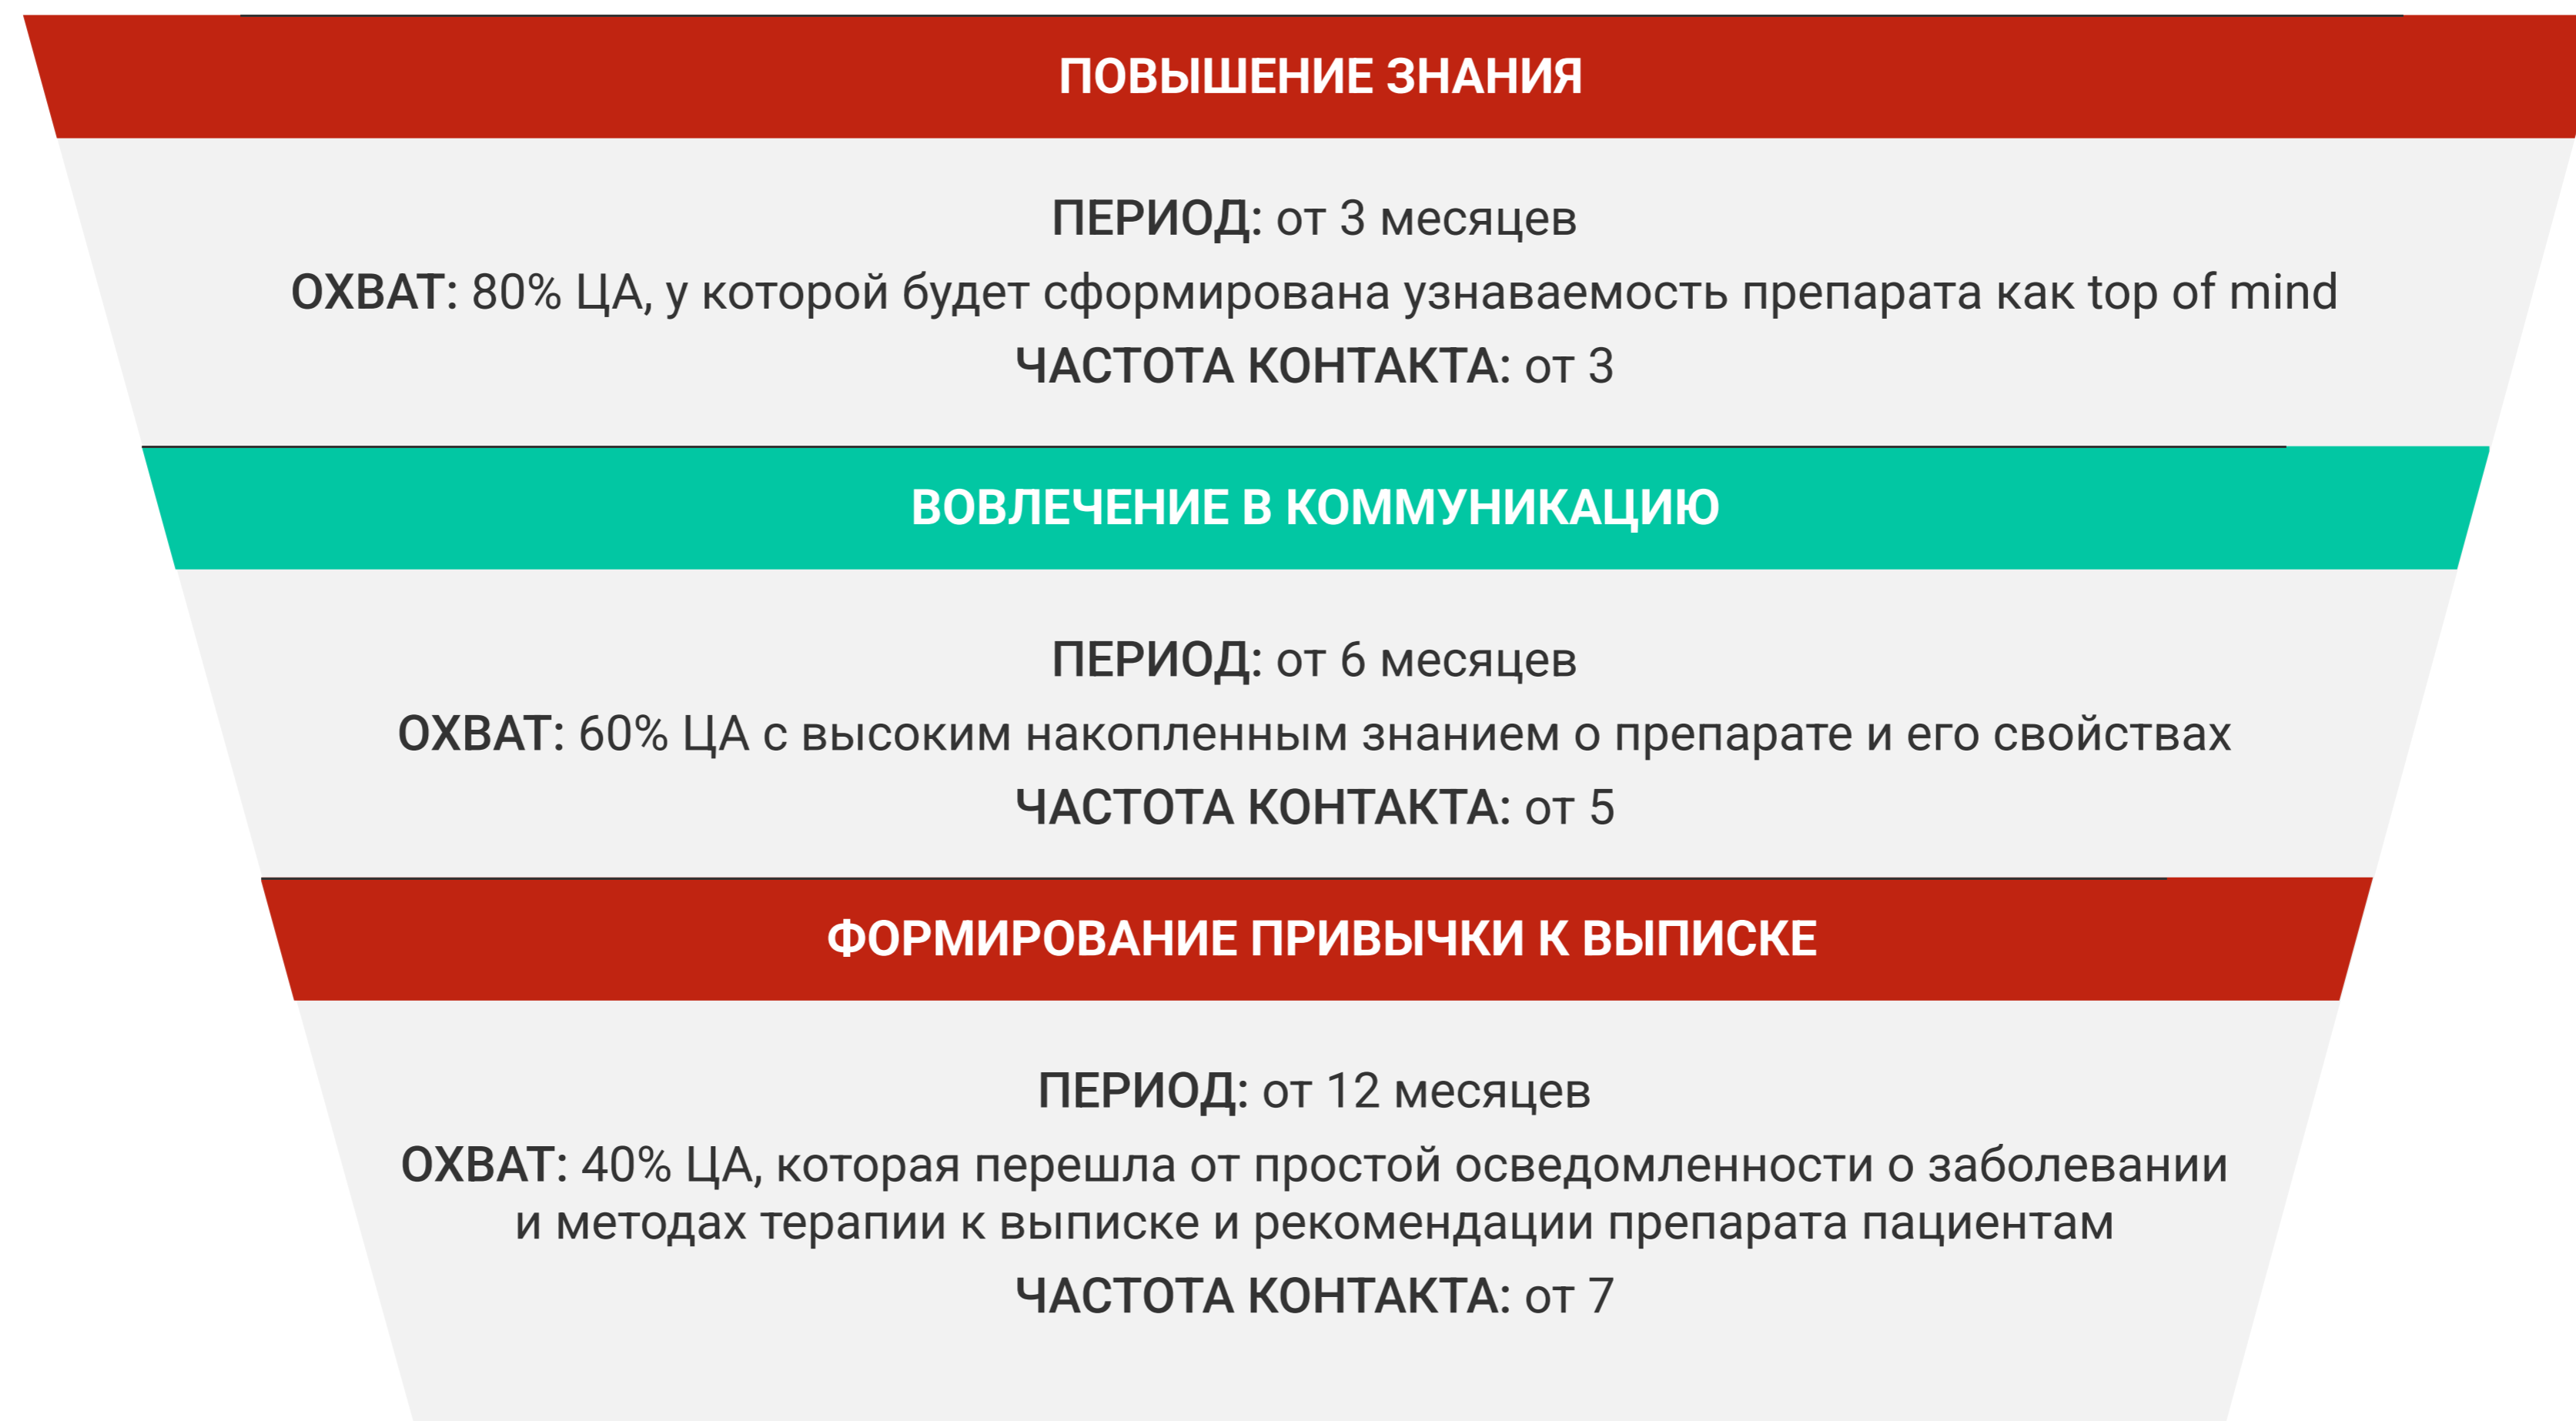 ПОВЫШЕНИЕ ЗНАНИЯ
ПЕРИОД: от 3 месяцев
ОХВАТ: 80% ЦА, у которой будет сформирована узнаваемость препарата как top of mind
ЧАСТОТА КОНТАКТА: от 3
ВОВЛЕЧЕНИЕ В КОММУНИКАЦИЮ
ПЕРИОД: от 6 месяцев
ОХВАТ: 60% ЦА с высоким накопленным знанием о препарате и его свойствах
ЧАСТОТА КОНТАКТА: от 5
ФОРМИРОВАНИЕ ПРИВЫЧКИ К ВЫПИСКЕ
ПЕРИОД: от 12 месяцев
ОХВАТ: 40% ЦА, которая перешла от простой осведомленности о заболевании
и методах терапии к выписке и рекомендации препарата пациентам
ЧАСТОТА КОНТАКТА: от 7